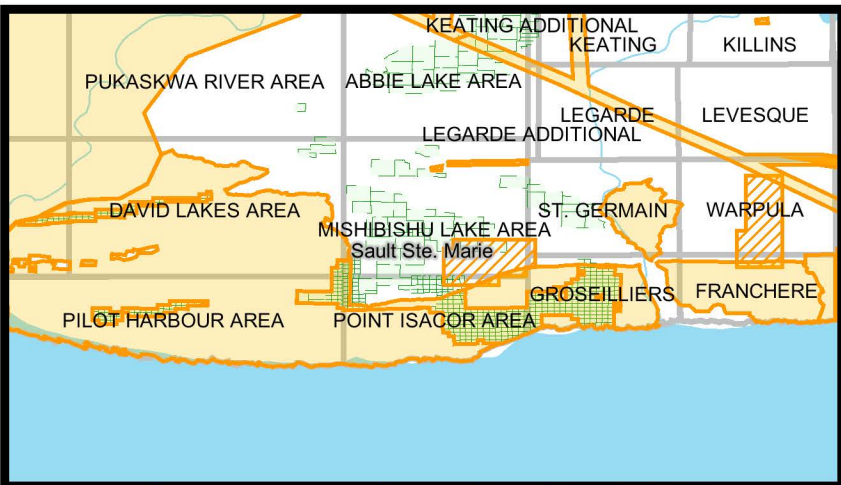 KEATING ADDITIONAL
KEATING
KILLINS
PUKASKWA RIVER AREA
ABBIE LAKE AREA
LEGARDE
LEVESQUE
LEGARDE ADDITIONAL
DAVID LAKES AREA
ST. GERMAIN
WARPULA
MISHIBISHU LAKE AREA
Sault Ste. Marie
GROSEILLIERS
FRANCHERE
PILOT HARBOUR AREA
POINT ISACOR AREA